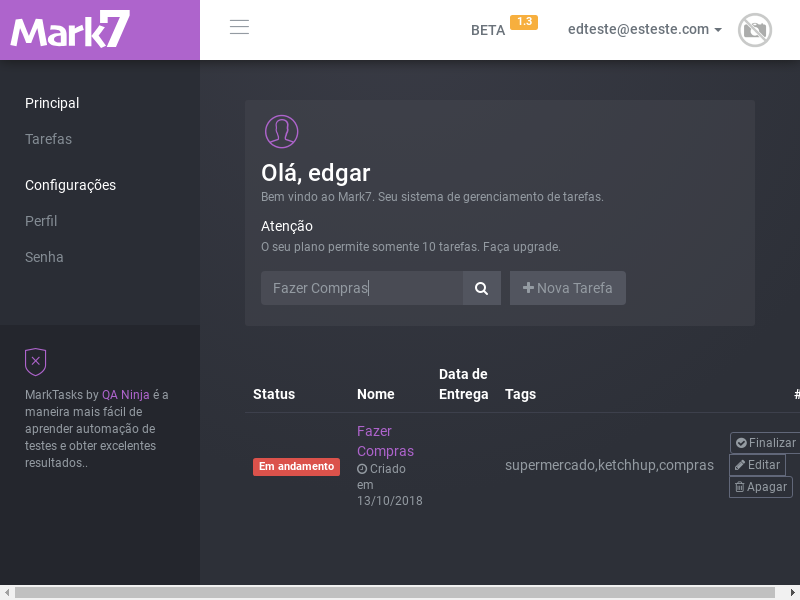 Mark7
BETA 1.3
edteste@esteste.com
Principal
Tarefas
Configurações
Perfil
Senha
MarkTasks by QA Ninja é a
maneira mais fácil de
aprender automação de
testes e obter excelentes
resultados..
Olá, edgar
Bem vindo ao Mark7. Seu sistema de gerenciamento de tarefas.
Atenção
O seu plano permite somente 10 tarefas. Faça upgrade.
Fazer Compras
Nova Tarefa
Status
Nome
Data de
Entrega
Tags
#
Em andamento
Fazer
Compras
Criado
em
13/10/2018
supermercado,ketchhup,compras
Finalizar
Editar
Apagar